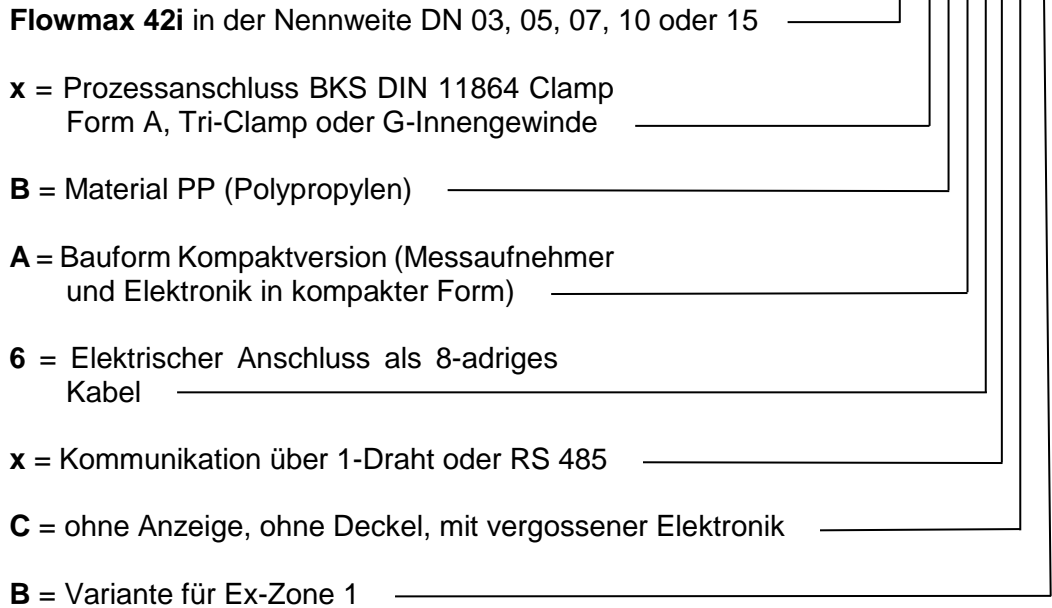 Flowmax 42i in der Nennweite DN 03, 05, 07, 10 oder 15
x = Prozessanschluss BKS DIN 11864 Clamp
Form A, Tri-Clamp oder G-Innengewinde
B = Material PP (Polypropylen)
A = Bauform Kompaktversion (Messaufnehmer
und Elektronik in kompakter Form)
6 = Elektrischer Anschluss als 8-adriges
Kabel
x = Kommunikation über 1-Draht oder RS 485
C = ohne Anzeige, ohne Deckel, mit vergossener Elektronik
B = Variante für Ex-Zone 1